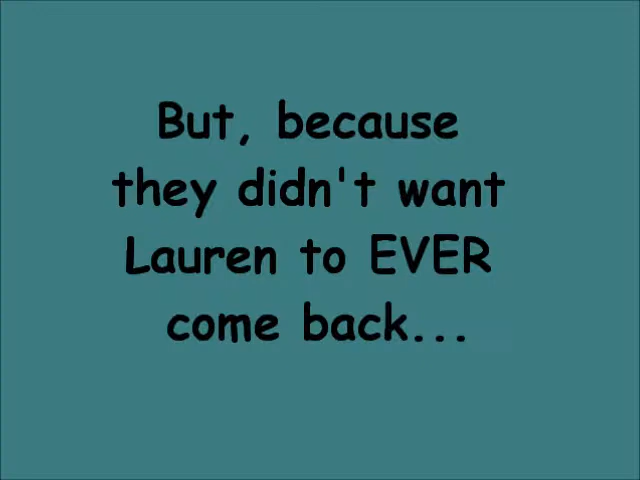 But, because
they didn't want
Lauren to EVER
come back...